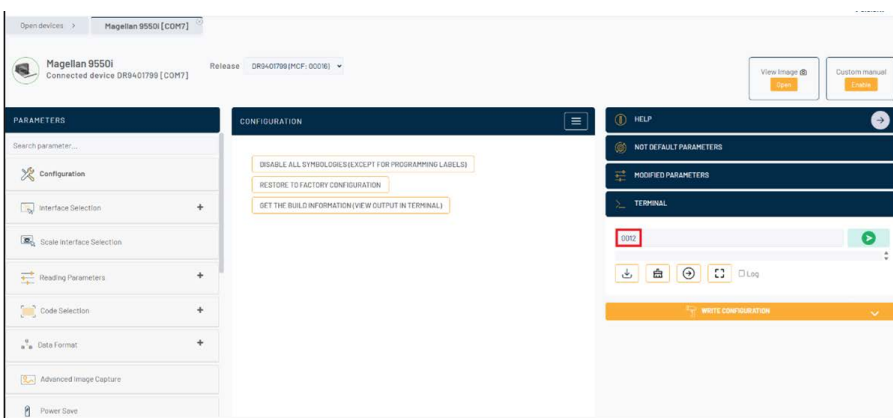 Open devices >
Magellan 9550i [COM7]
Magellan 9550i
Connected device DR9401799 [COM7]
Release
DR9401799 (MCF: 00016)
View Image
Open
Custom manual
Enable
PARAMETERS
Search parameter...
Configuration
Interface Selection +
Scale Interface Selection
Reading Parameters +
Code Selection +
Data Format +
Advanced Image Capture
Power Save
CONFIGURATION
DISABLE ALL SYMBOLOGIES (EXCEPT FOR PROGRAMMING LABELS)
RESTORE TO FACTORY CONFIGURATION
GET THE BUILD INFORMATION (VIEW OUTPUT IN TERMINAL)
HELP
NOT DEFAULT PARAMETERS
MODIFIED PARAMETERS
TERMINAL
0012
Log
WRITE CONFIGURATION